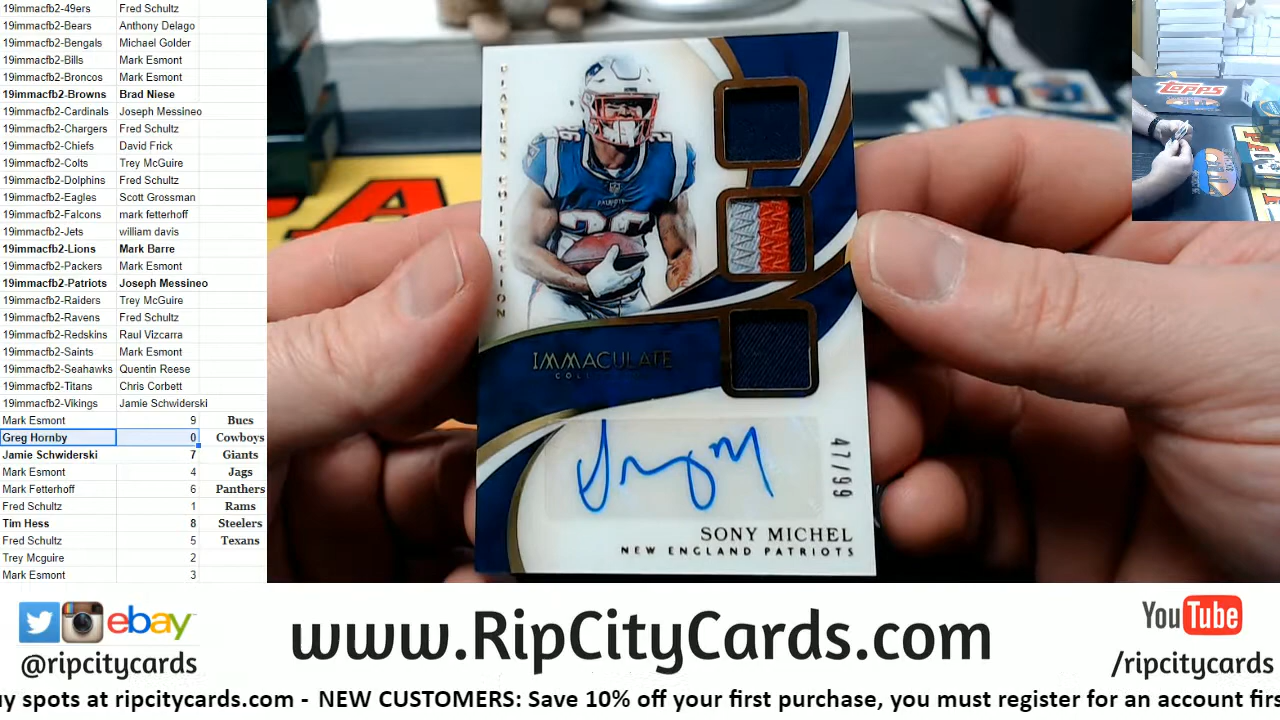 19immacfb2-49ers Fred Schultz
19immacfb2-Bears Anthony Delago
19immacfb2-Bengals Michael Golder
19immacfb2-Bills Mark Esmont
19immacfb2-Broncos Mark Esmont
19immacfb2-Browns Brad Niese
19immacfb2-Cardinals Joseph Messineo
19immacfb2-Chargers Fred Schultz
19immacfb2-Chiefs David Frick
19immacfb2-Colts Trey McGuire
19immacfb2-Dolphins Fred Schultz
19immacfb2-Eagles Scott Grossman
19immacfb2-Falcons mark fetterhoff
19immacfb2-Jets william davis
19immacfb2-Lions Mark Barre
19immacfb2-Packers Mark Esmont
19immacfb2-Patriots Joseph Messineo
19immacfb2-Raiders Trey McGuire
19immacfb2-Ravens Fred Schultz
19immacfb2-Redskins Raul Vizcarra
19immacfb2-Saints Mark Esmont
19immacfb2-Seahawks Quentin Reese
19immacfb2-Titans Chris Corbett
19immacfb2-Vikings Jamie Schwiderski
Mark Esmont 9 Bucs
Greg Hornby 0 Cowboys
Jamie Schwiderski 7 Giants
Mark Esmont 4 Jags
Mark Fetterhoff 6 Panthers
Fred Schultz 1 Rams
Tim Hess 8 Steelers
Fred Schultz 5 Texans
Trey Mcguire 2
Mark Esmont 3
PLAYERS COLLECTION
PATRIOTS
26
IMMACULATE
47/99
SONY MICHEL
NEW ENGLAND PATRIOTS
Topps
ebay
@ripcitycards
www.RipCityCards.com
YouTube
/ripcitycards
uy spots at ripcitycards.com - NEW CUSTOMERS: Save 10% off your first purchase, you must register for an account firs